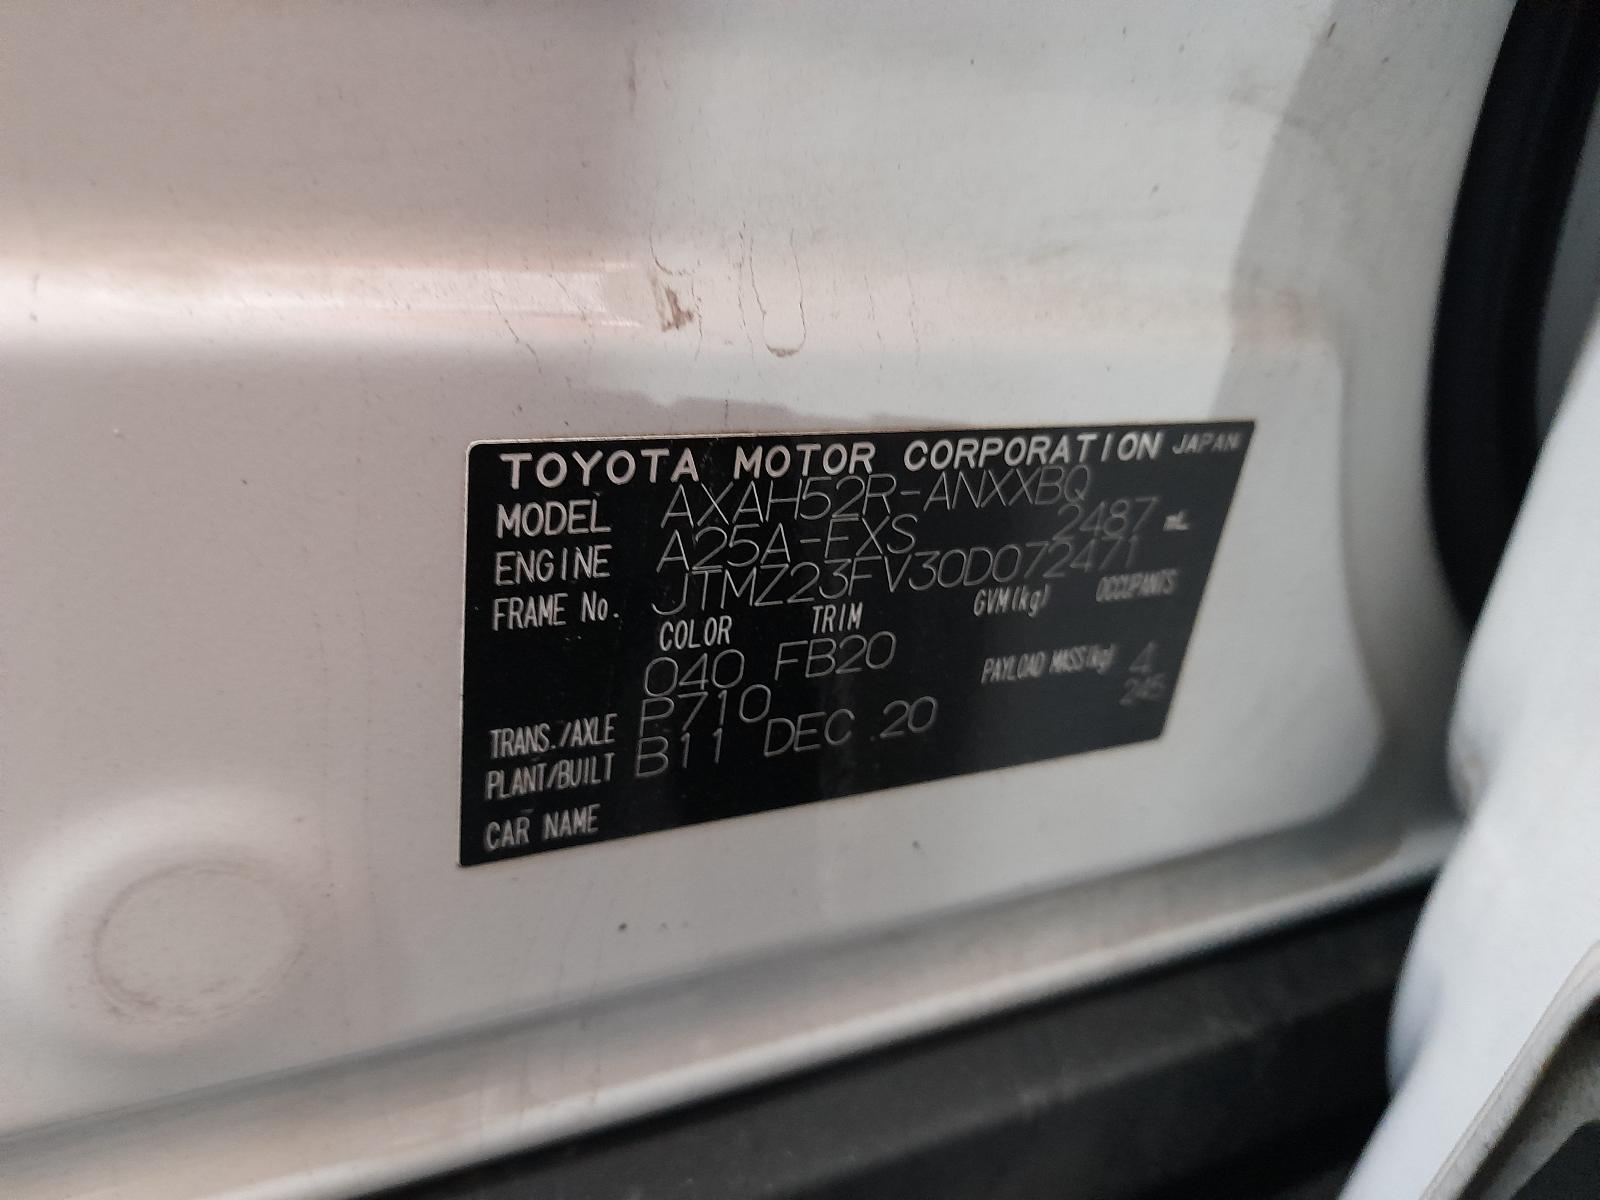 TOYOTA MOTOR CORPORATION JAPAN
MODEL AXAH52R-ANXXBQ
ENGINE A25A-FXS 2487 mL
FRAME No. JTMZ23FV30D072471
COLOR TRIM GVM(kg) OCCUPANTS
040 FB20 PAYLOAD MASS(kg) 4
245
TRANS./AXLE P710
PLANT/BUILT B11 DEC .20
CAR NAME